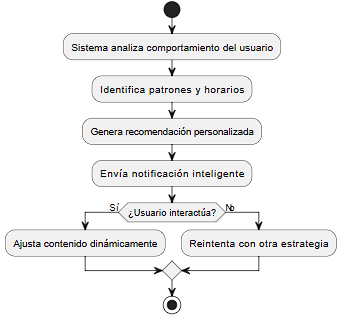 Sistema analiza comportamiento del usuario
Identifica patrones y horarios
Genera recomendación personalizada
Envía notificación inteligente
¿Usuario interactúa?
Sí
No
Ajusta contenido dinámicamente
Reintenta con otra estrategia